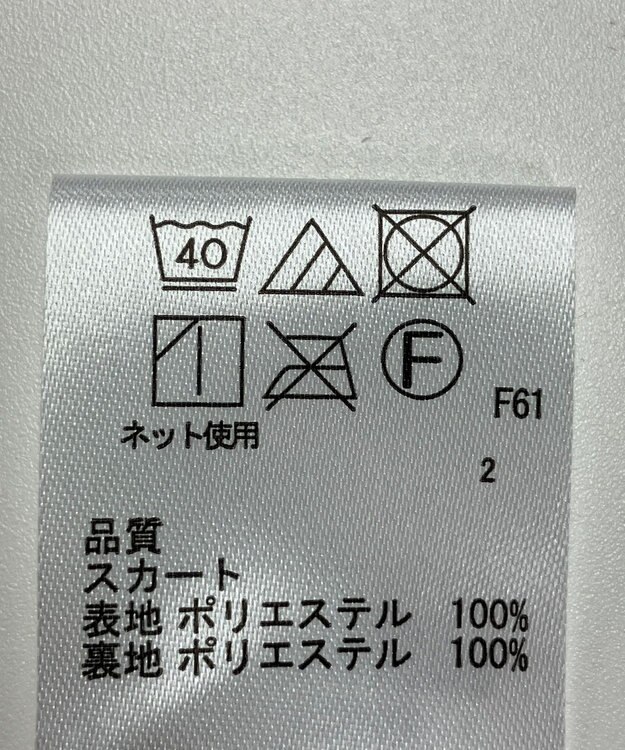 40
F
F61
ネット使用
2
品質
スカート
表地 ポリエステル 100%
裏地 ポリエステル 100%